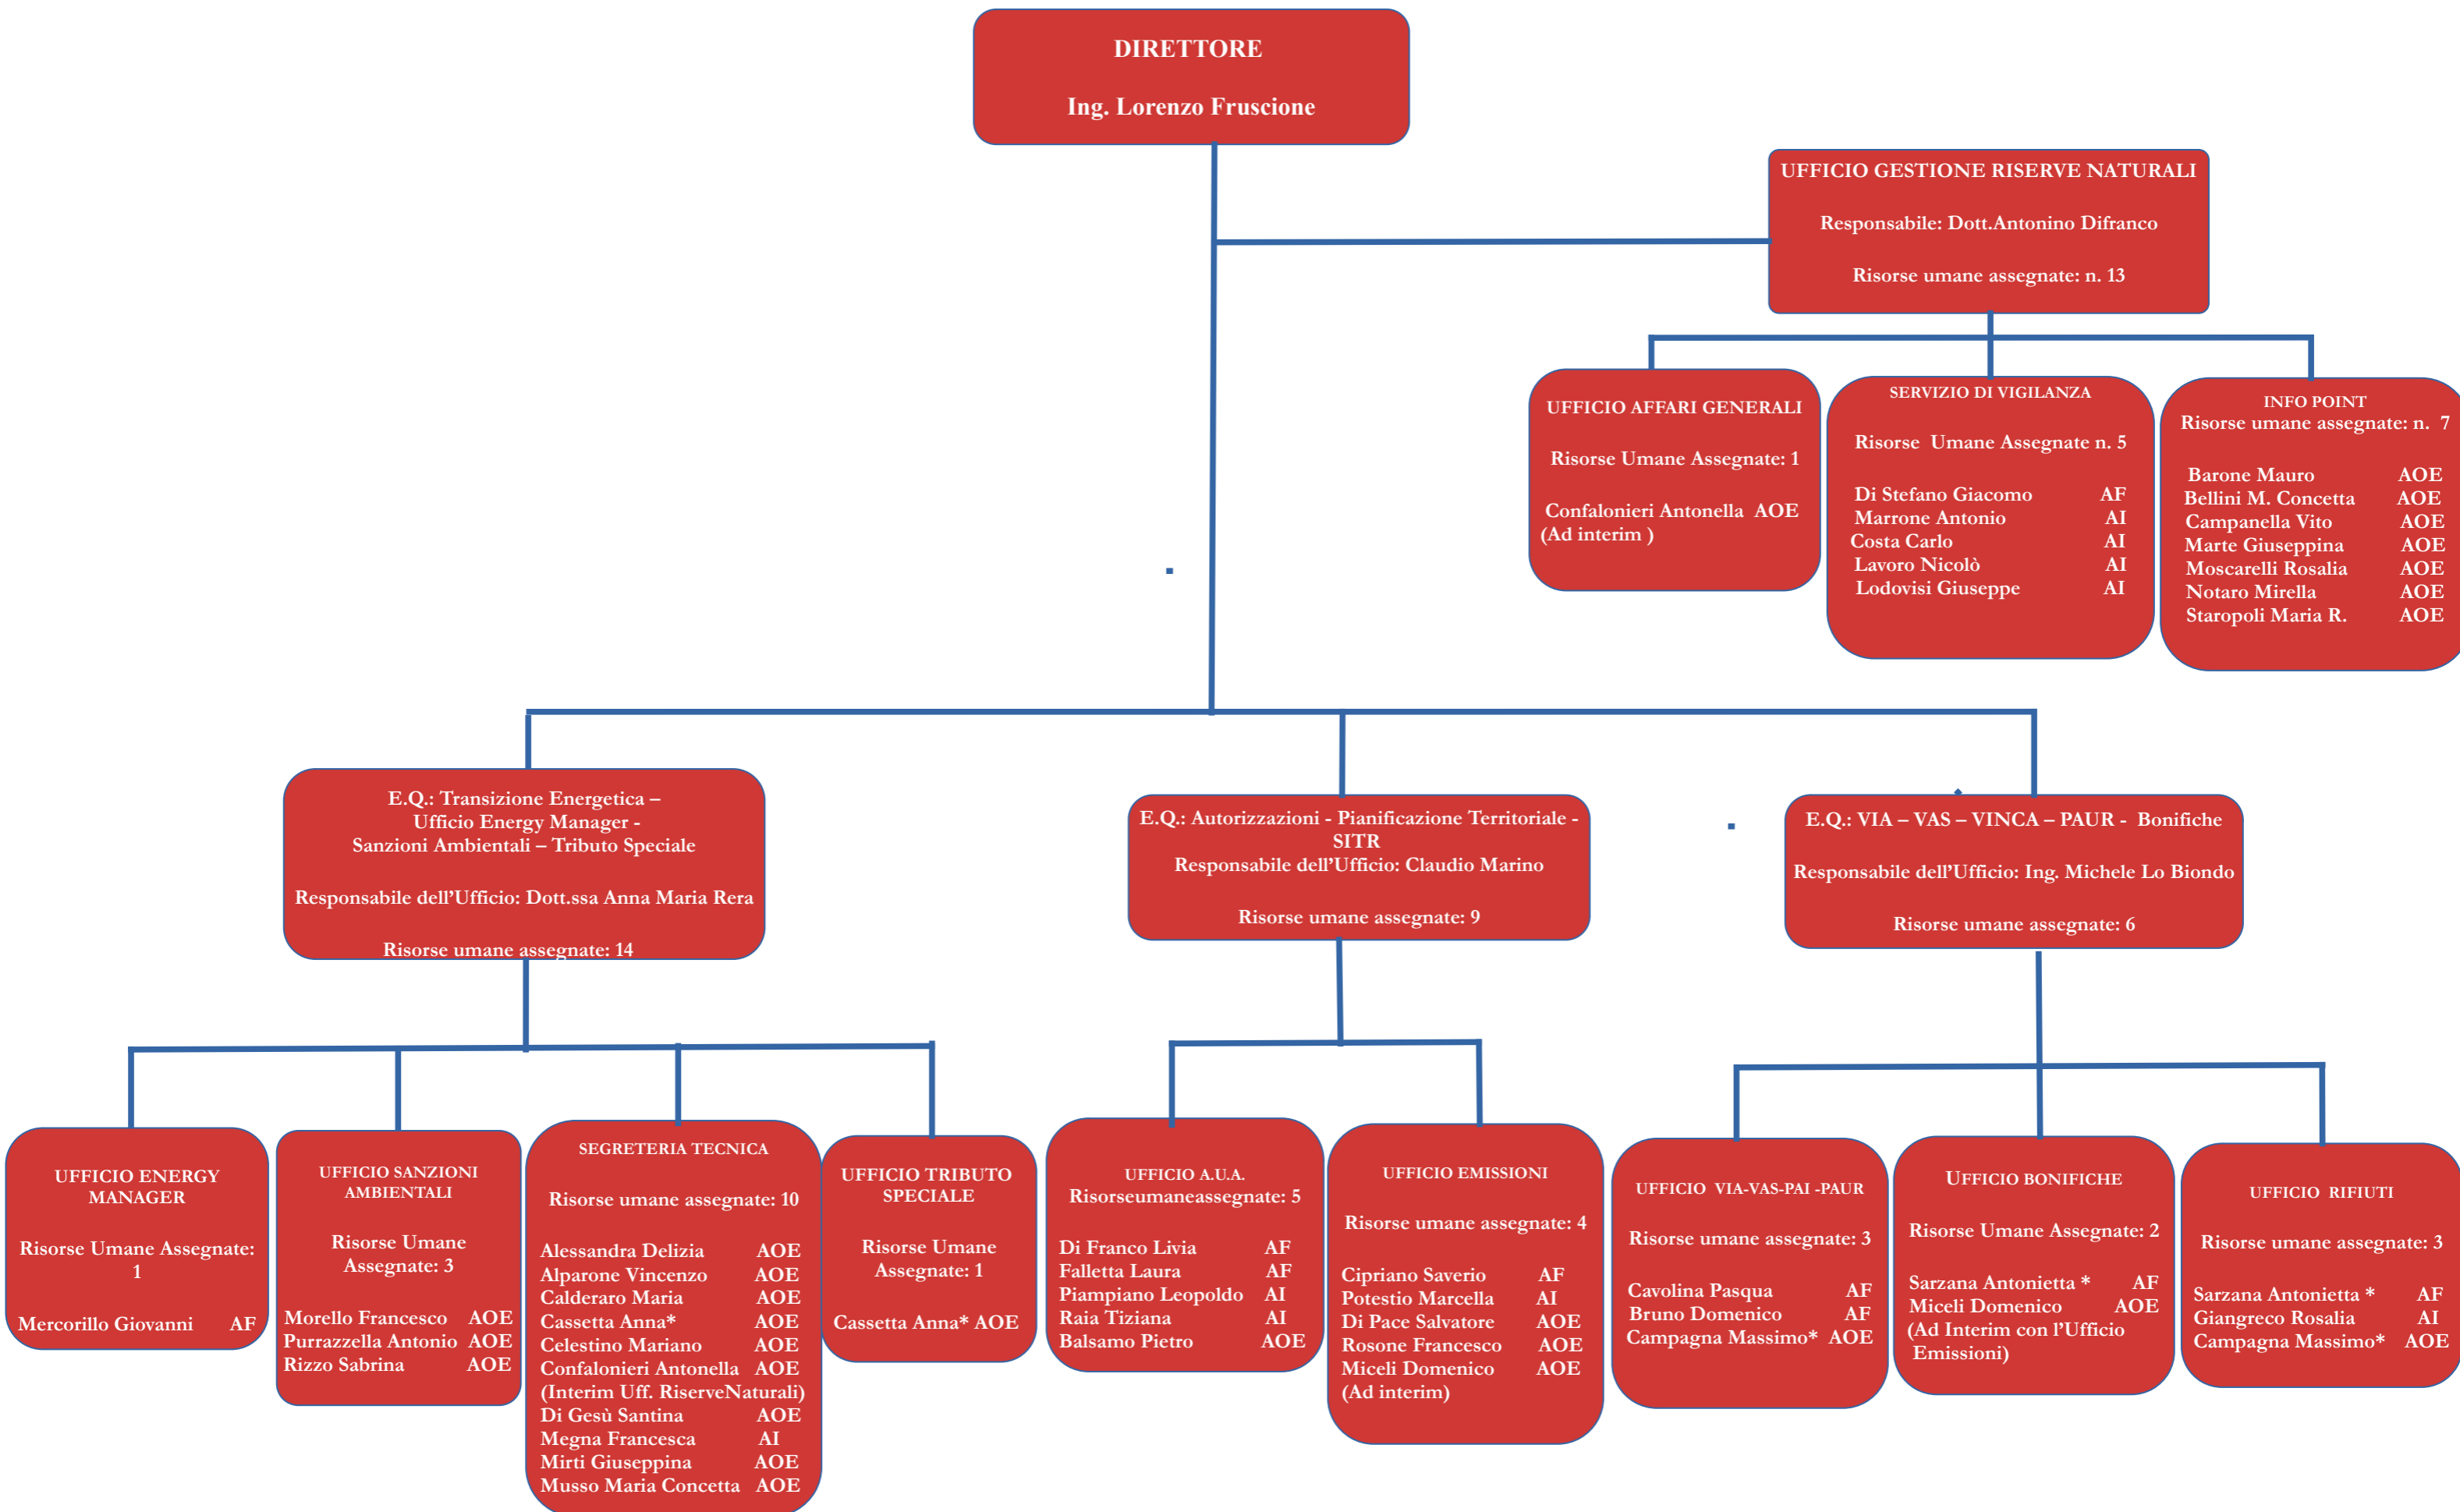 DIRETTORE
Ing. Lorenzo Fruscione
UFFICIO GESTIONE RISERVE NATURALI
Responsabile: Dott.Antonino Difranco
Risorse umane assegnate: n. 13
UFFICIO AFFARI GENERALI
Risorse Umane Assegnate: 1
Confalonieri Antonella AOE
(Ad interim )
SERVIZIO DI VIGILANZA
Risorse Umane Assegnate n. 5
Di Stefano Giacomo AF
Marrone Antonio AI
Costa Carlo AI
Lavoro Nicolò AI
Lodovisi Giuseppe AI
INFO POINT
Risorse umane assegnate: n. 7
Barone Mauro AOE
Bellini M. Concetta AOE
Campanella Vito AOE
Marte Giuseppina AOE
Moscarelli Rosalia AOE
Notaro Mirella AOE
Staropoli Maria R. AOE
E.Q.: Transizione Energetica –
Ufficio Energy Manager -
Sanzioni Ambientali – Tributo Speciale
Responsabile dell'Ufficio: Dott.ssa Anna Maria Rera
Risorse umane assegnate: 14
E.Q.: Autorizzazioni - Pianificazione Territoriale -
SITR
Responsabile dell'Ufficio: Claudio Marino
Risorse umane assegnate: 9
E.Q.: VIA – VAS – VINCA – PAUR - Bonifiche
Responsabile dell'Ufficio: Ing. Michele Lo Biondo
Risorse umane assegnate: 6
UFFICIO ENERGY
MANAGER
Risorse Umane Assegnate:
1
Mercorillo Giovanni AF
UFFICIO SANZIONI
AMBIENTALI
Risorse Umane
Assegnate: 3
Morello Francesco AOE
Purrazzella Antonio AOE
Rizzo Sabrina AOE
SEGRETERIA TECNICA
Risorse umane assegnate: 10
Alessandra Delizia AOE
Alparone Vincenzo AOE
Calderaro Maria AOE
Cassetta Anna* AOE
Celestino Mariano AOE
Confalonieri Antonella AOE
(Interim Uff. RiserveNaturali)
Di Gesù Santina AOE
Megna Francesca AI
Mirti Giuseppina AOE
Musso Maria Concetta AOE
UFFICIO TRIBUTO
SPECIALE
Risorse Umane
Assegnate: 1
Cassetta Anna* AOE
UFFICIO A.U.A.
Risorseumaneassegnate: 5
Di Franco Livia AF
Falletta Laura AF
Piampiano Leopoldo AI
Raia Tiziana AI
Balsamo Pietro AOE
UFFICIO EMISSIONI
Risorse umane assegnate: 4
Cipriano Saverio AF
Potestio Marcella AI
Di Pace Salvatore AOE
Rosone Francesco AOE
Miceli Domenico AOE
(Ad interim)
UFFICIO VIA-VAS-PAI -PAUR
Risorse umane assegnate: 3
Cavolina Pasqua AF
Bruno Domenico AF
Campagna Massimo* AOE
UFFICIO BONIFICHE
Risorse Umane Assegnate: 2
Sarzana Antonietta * AF
Miceli Domenico AOE
(Ad Interim con l'Ufficio
Emissioni)
UFFICIO RIFIUTI
Risorse umane assegnate: 3
Sarzana Antonietta * AF
Giangreco Rosalia AI
Campagna Massimo* AOE